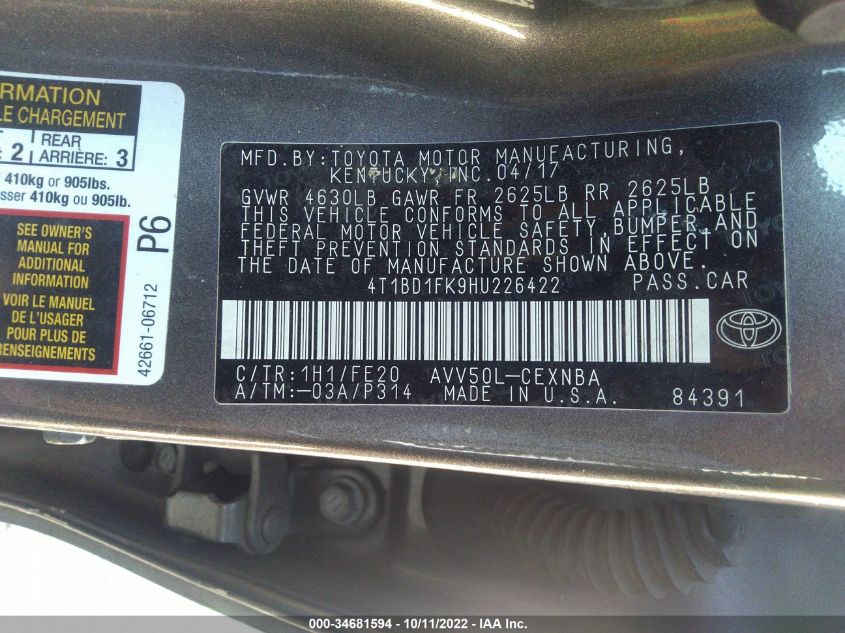 RMATION
LE CHARGEMENT
: 2 REAR
ARRIÈRE: 3
410kg or 905lbs.
sser 410 kg ou 905lb.
SEE OWNER'S
MANUAL FOR
ADDITIONAL
INFORMATION
VOIR LE MANUEL
DE L'USAGER
POUR PLUS
RENSEIGNEMENTS
P6
42661-06712
MFD.BY:TOYOTA MOTOR MANUFACTURING,
KENTUCKY, INC.04/17
GVWR 4630LB GAWR FR 2625LB RR 2625LB
THIS VEHICLE CONFORMS TO ALL APPLICABLE
FEDERAL MOTOR VEHICLE SAFETY,BUMPER,AND
THEFT PREVENTION STANDARDS IN EFFECT ON
THE DATE OF MANUFACTURE SHOWN ABOVE.
4T1BD1FK9HU226422 PASS.CAR
C/TR:1H1/FE20 AVV50L-CEXNBA
A/TM:-03A/P314 MADE IN U.S.A. 84391
000-34681594 - 10/11/2022 - IAA Inc.